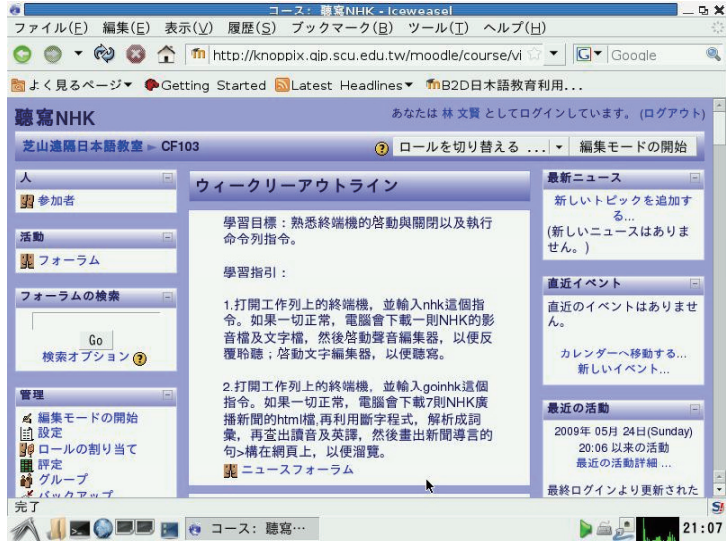 コース: 聽寫NHK - Iceweasel
ファイル(F) 編集(E) 表示(V) 履歴(S) ブックマーク(B) ツール(T) ヘルプ(H)
http://knoppix.gip.scu.edu.tw/moodle/course/vi
Google
よく見るページ
Getting Started
Latest Headlines
B2D日本語教育利用...
聽寫NHK
あなたは 林 文賢 としてログインしています。 (ログアウト)
芝山遠隔日本語教室 ► CF103
ロールを切り替える ...
編集モードの開始
人
参加者
活動
フォーラム
フォーラムの検索
Go
検索オプション
管理
編集モードの開始
設定
ロールの割り当て
評定
グループ
バックアップ
ウィークリーアウトライン
學習目標：熟悉終端機的啓動與關閉以及執行
命令列指令。
學習指引：
1.打開工作列上的終端機，並輸入nhk這個指
令。如果一切正常，電腦會下載一則NHK的影
音檔及文字檔，然後啓動聲音編輯器，以便反
覆聆聽；啓動文字編輯器，以便聽寫。
2.打開工作列上的終端機，並輸入goinhk這個
指令。如果一切正常，電腦會下載7則NHK廣
播新聞的html檔,再利用斷字程式，解析成詞
彙，再查出讀音及英譯，然後畫出新聞導言的
句>構在網頁上，以便溜覽。
ニュースフォーラム
最新ニュース
新しいトピックを追加す
る...
(新しいニュースはありま
せん。)
直近イベント
直近のイベントはありませ
ん。
カレンダーへ移動する...
新しいイベント...
最近の活動
2009年 05月 24日(Sunday)
20:06 以来の活動
最近の活動詳細 ...
最終ログインより更新された
完了
コース: 聽寫…
21:07